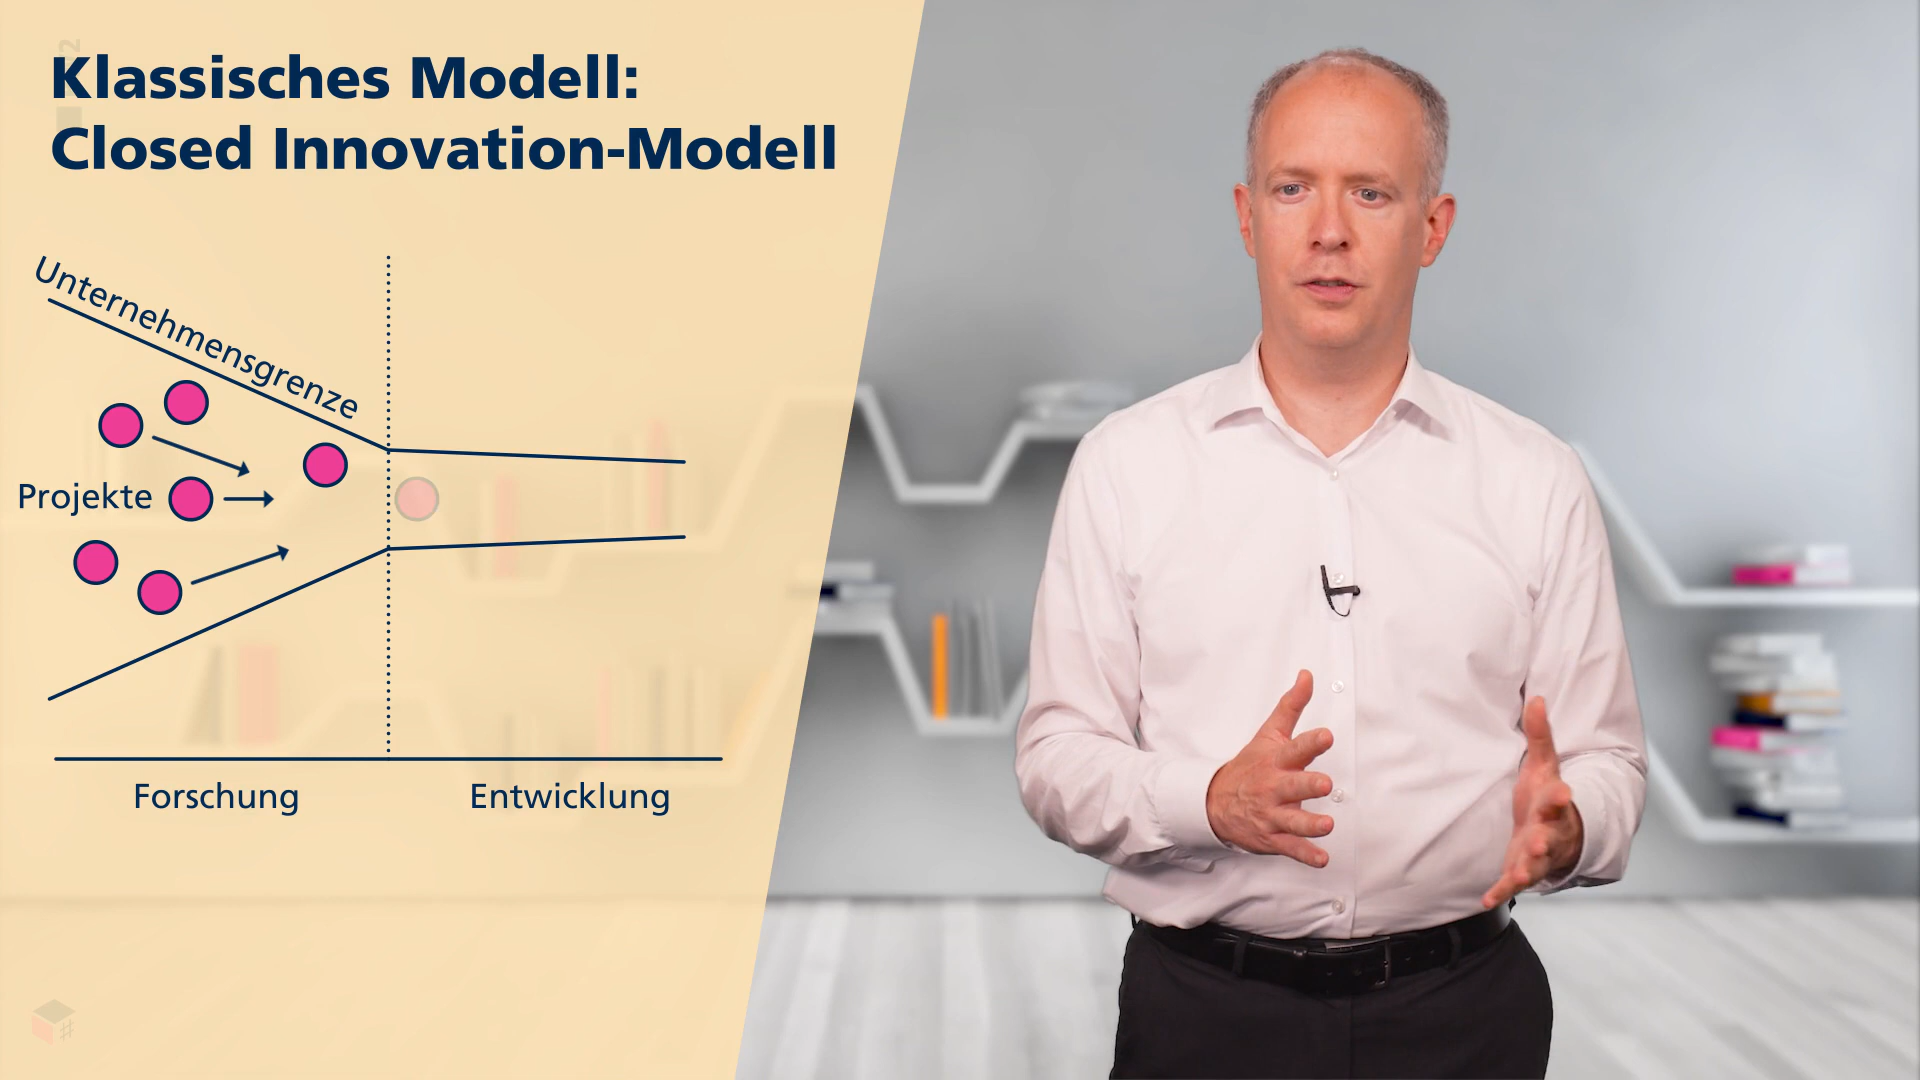 Klassisches Modell:
Closed Innovation-Modell
Unternehmensgrenze
Projekte
Forschung
Entwicklung